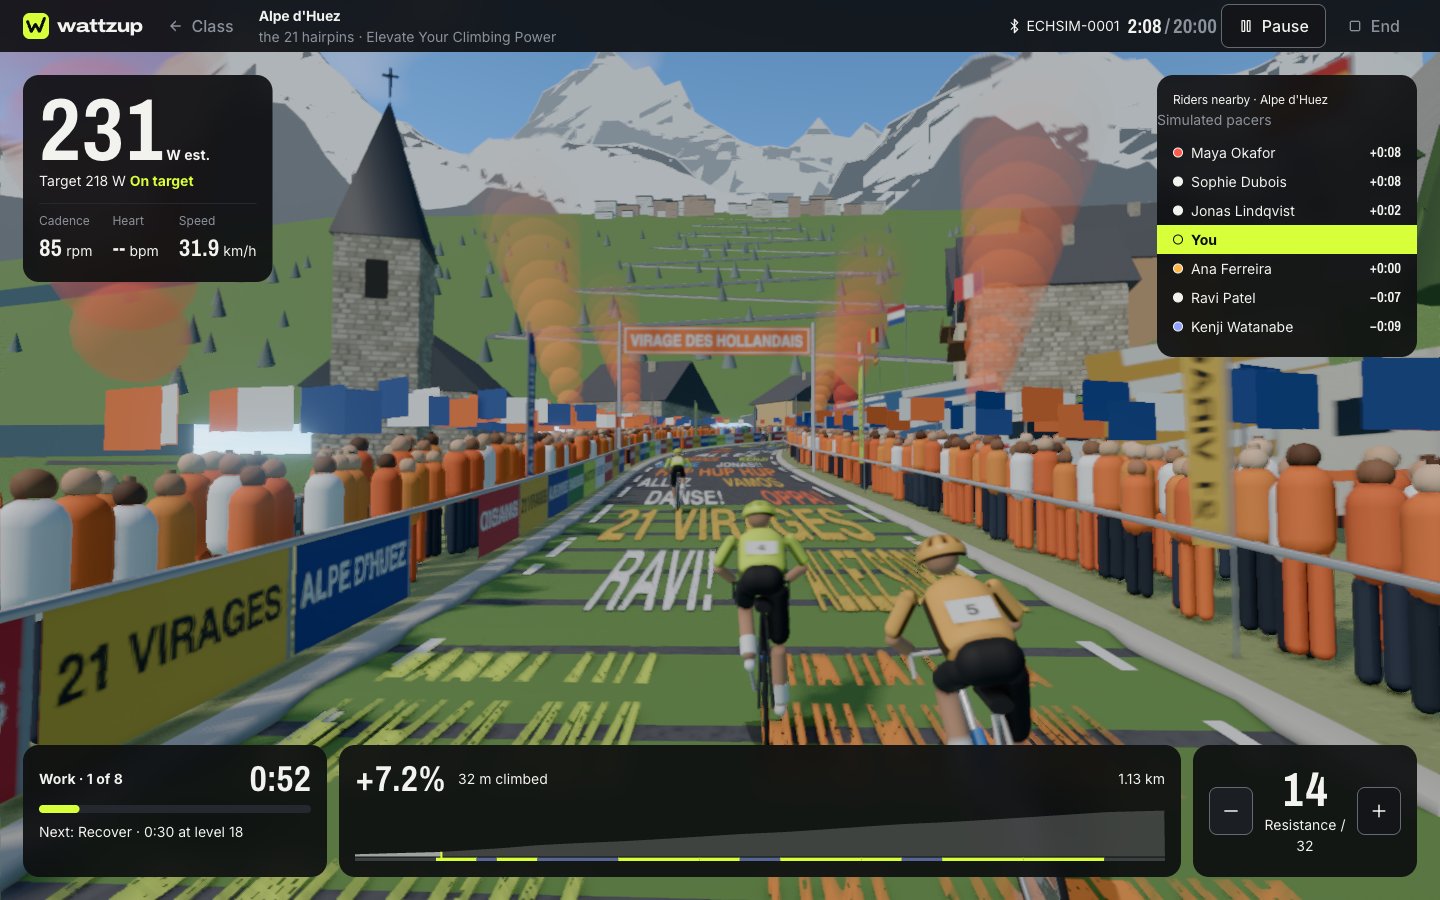 wattzup
Class
Alpe d'Huez
the 21 hairpins · Elevate Your Climbing Power
ECHSIM-0001
2:08 / 20:00
Pause
End
231 W est.
Target 218 W On target
Cadence Heart Speed
85 rpm -- bpm 31.9 km/h
Riders nearby · Alpe d'Huez
Simulated pacers
Maya Okafor +0:08
Sophie Dubois +0:08
Jonas Lindqvist +0:02
You
Ana Ferreira +0:00
Ravi Patel −0:07
Kenji Watanabe −0:09
VIRAGE DES HOLLANDAIS
HUP HUP
ALLEZ
VAMOS
DANSE!
OPPA!
21 VIRAGES
RAVI!
OISANS
ALPE D'HUEZ
21 VIRAGES
5
Work · 1 of 8
0:52
Next: Recover · 0:30 at level 18
+7.2% 32 m climbed
1.13 km
14
Resistance /
32